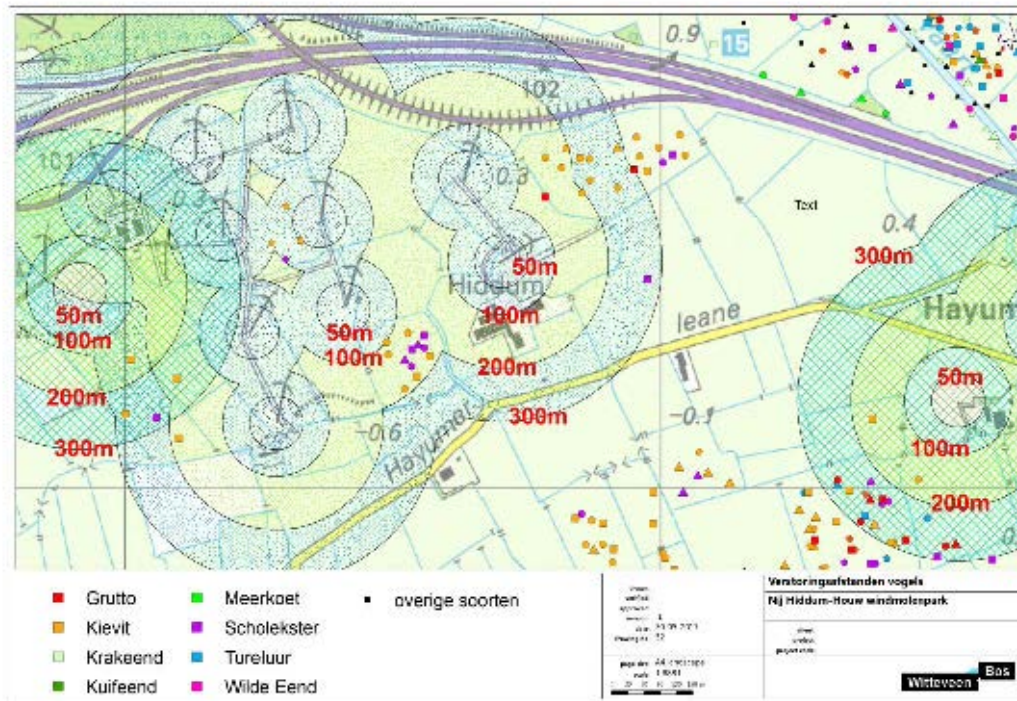 0.9
15
102
101
0.3
0.3
Text
0.4
300m
50m
Hiddum
Hayum
50m
100m
50m
100m
100m
leane
200m
50m
200m
300m
-0.1
300m
-0.6
Hayumer
100m
200m
Grutto
Kievit
Krakeend
Kuifeend
Meerkoet
Scholekster
Tureluur
Wilde Eend
overige soorten
Verstoringsafstanden vogels
Nij Hiddum-Houw windmolenpark
Witteveen
Bos